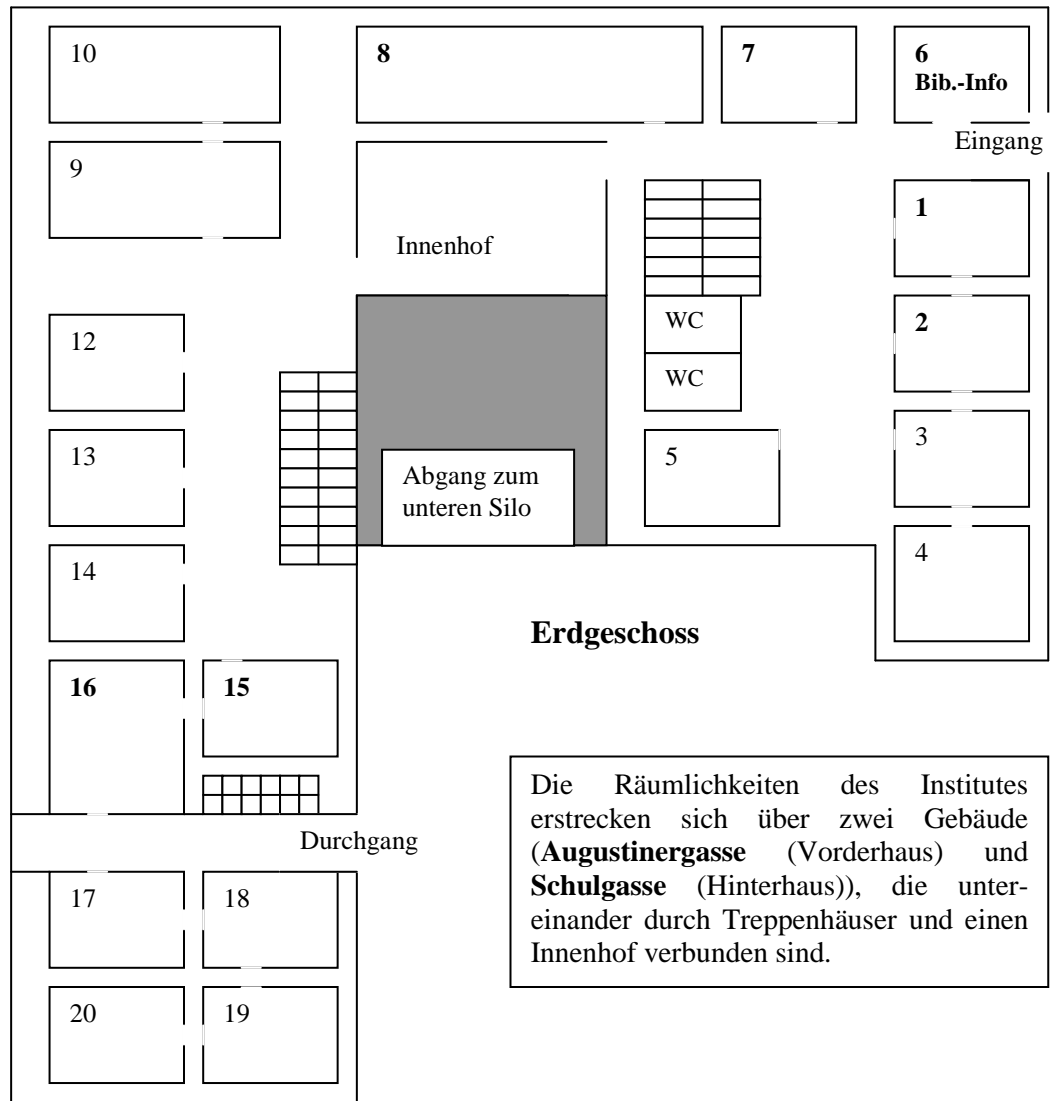 10
8
7
6
Bib.-Info
Eingang
9
1
Innenhof
12
WC
2
WC
13
5
3
Abgang zum
unteren Silo
14
4
Erdgeschoss
16
15
Durchgang
Die Räumlichkeiten des Institutes
erstrecken sich über zwei Gebäude
(Augustinergasse (Vorderhaus) und
Schulgasse (Hinterhaus)), die unter-
einander durch Treppenhäuser und einen
Innenhof verbunden sind.
17
18
20
19